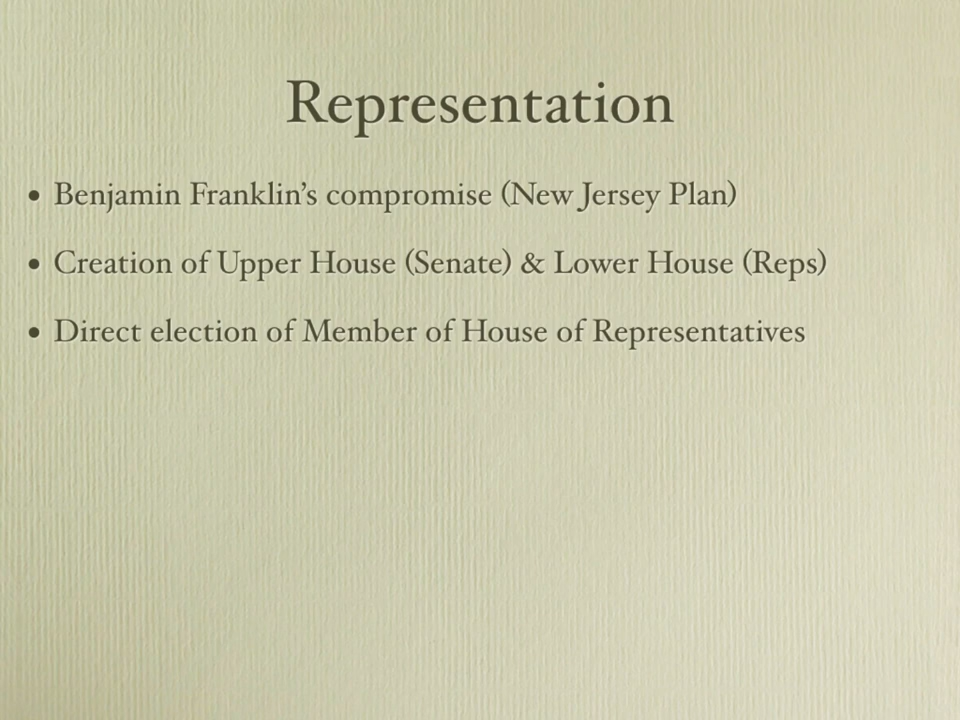 Representation
• Benjamin Franklin’s compromise (New Jersey Plan)
• Creation of Upper House (Senate) & Lower House (Reps)
• Direct election of Member of House of Representatives